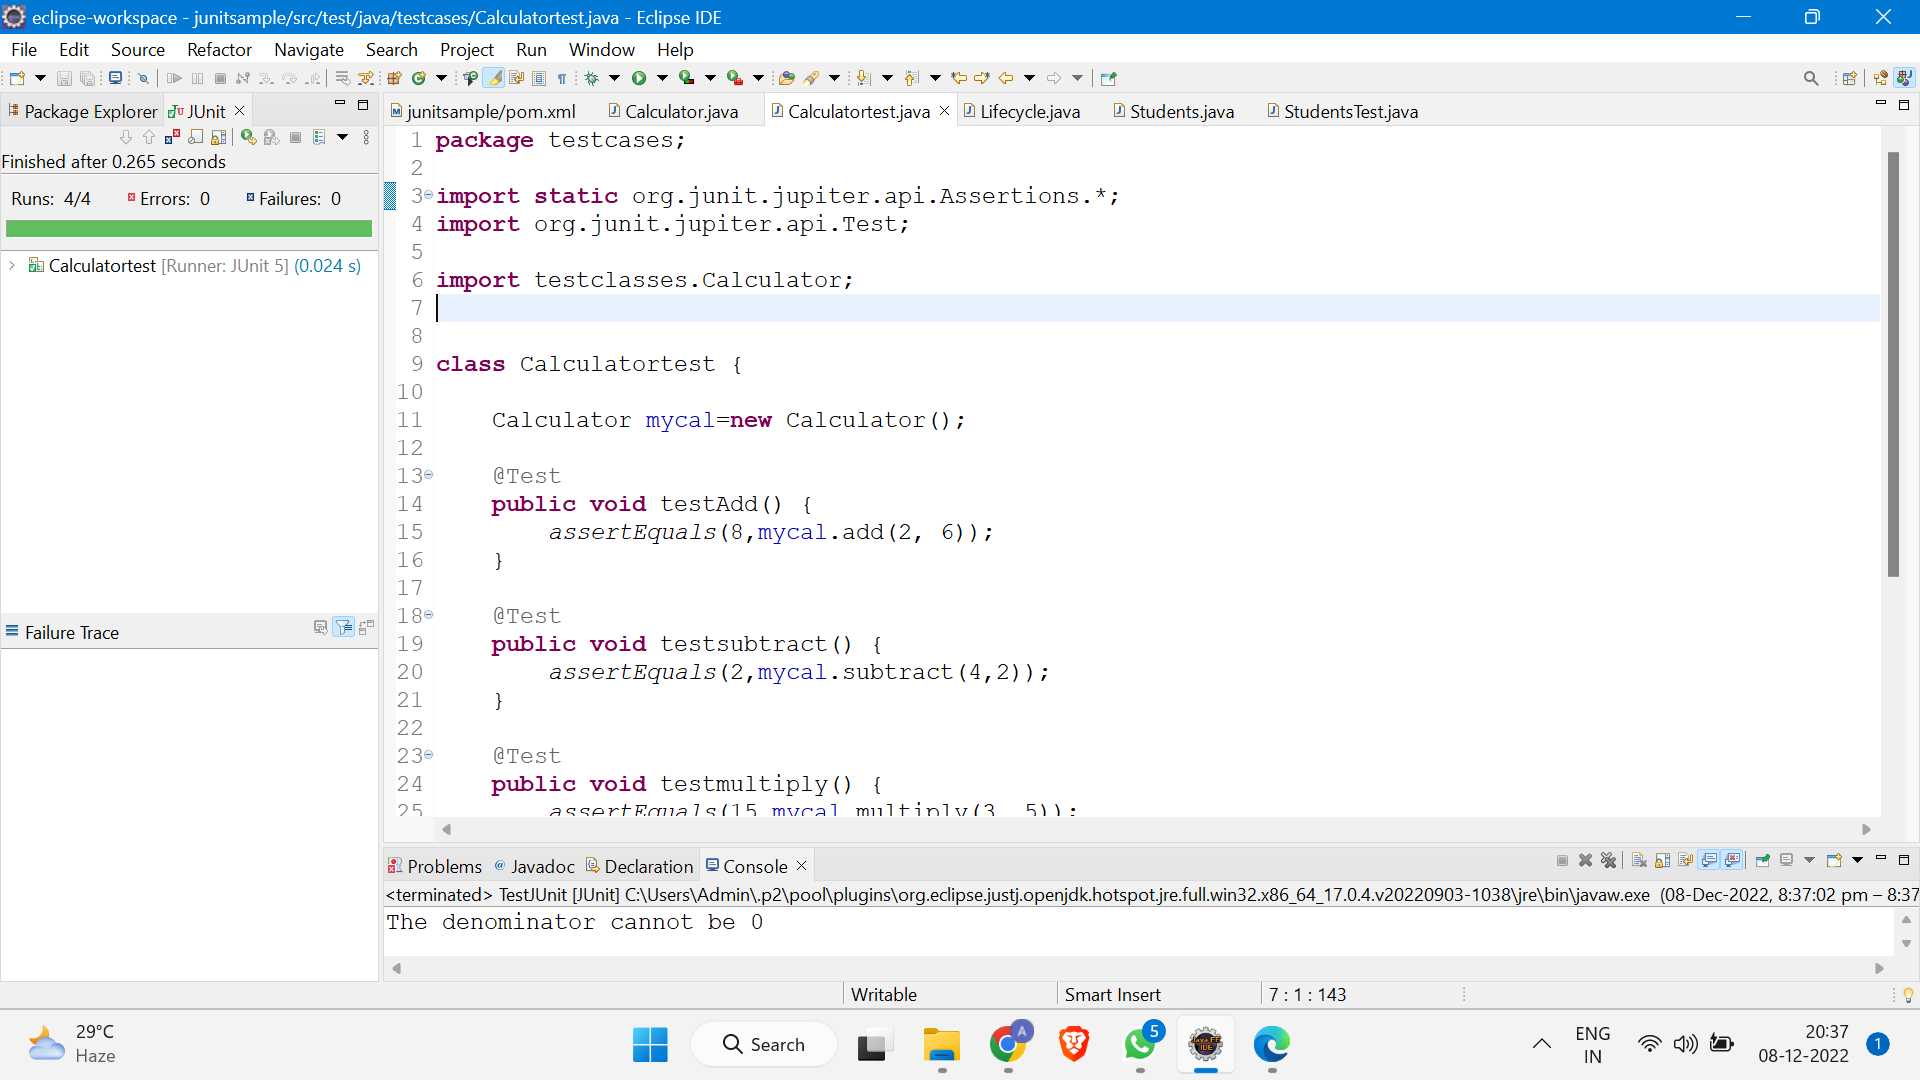 eclipse-workspace - junitsample/src/test/java/testcases/Calculatortest.java - Eclipse IDE
File Edit Source Refactor Navigate Search Project Run Window Help
Package Explorer JUnit
junitsample/pom.xml Calculator.java Calculatortest.java Lifecycle.java Students.java StudentsTest.java
Finished after 0.265 seconds
Runs: 4/4 Errors: 0 Failures: 0
Calculatortest [Runner: JUnit 5] (0.024 s)
Failure Trace
1 package testcases;
2
3 import static org.junit.jupiter.api.Assertions.*;
4 import org.junit.jupiter.api.Test;
5
6 import testclasses.Calculator;
7
8
9 class Calculatortest {
10
11 Calculator mycal=new Calculator();
12
13 @Test
14 public void testAdd() {
15 assertEquals(8,mycal.add(2, 6));
16 }
17
18 @Test
19 public void testsubtract() {
20 assertEquals(2,mycal.subtract(4,2));
21 }
22
23 @Test
24 public void testmultiply() {
25 assertEquals(15,mycal.multiply(3, 5));
Problems Javadoc Declaration Console
<terminated> TestJUnit [JUnit] C:\Users\Admin\.p2\pool\plugins\org.eclipse.justj.openjdk.hotspot.jre.full.win32.x86_64_17.0.4.v20220903-1038\jre\bin\javaw.exe (08-Dec-2022, 8:37:02 pm – 8:37
The denominator cannot be 0
Writable Smart Insert 7 : 1 : 143
29°C
Haze
Search
A
5
ENG
IN
20:37
08-12-2022
1